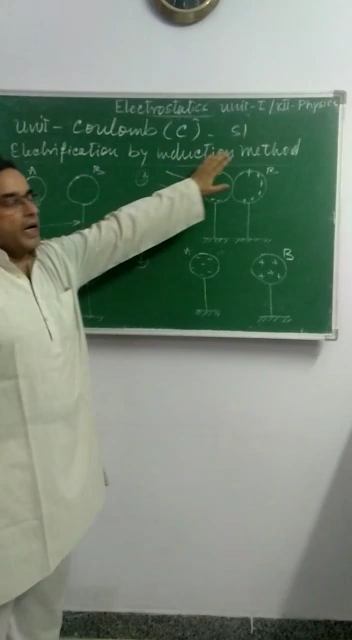 Electrostatics Unit-I/XII-Physics
Unit - Coulomb (C) - SI
Electrification by induction method
A B
A B